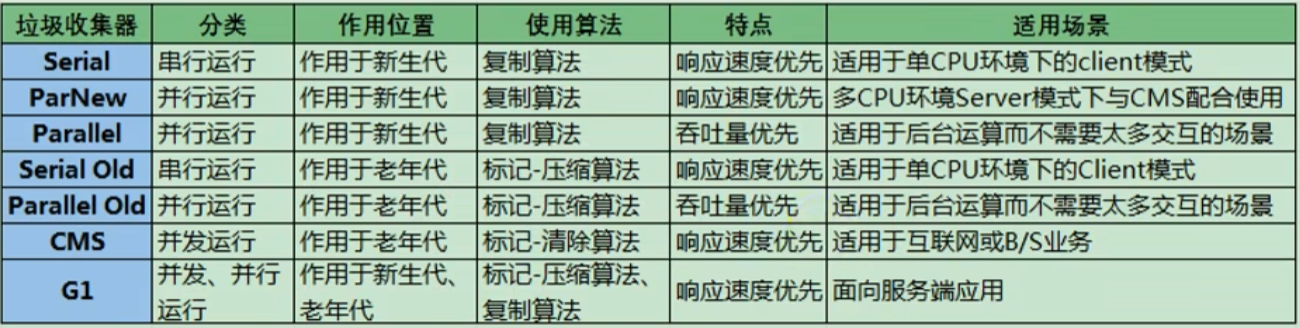 垃圾收集器 分类 作用位置 使用算法 特点 适用场景
Serial 串行运行 作用于新生代 复制算法 响应速度优先 适用于单CPU环境下的client模式
ParNew 并行运行 作用于新生代 复制算法 响应速度优先 多CPU环境Server模式下与CMS配合使用
Parallel 并行运行 作用于新生代 复制算法 吞吐量优先 适用于后台运算而不需要太多交互的场景
Serial Old 串行运行 作用于老年代 标记-压缩算法 响应速度优先 适用于单CPU环境下的Client模式
Parallel Old 并行运行 作用于老年代 标记-压缩算法 吞吐量优先 适用于后台运算而不需要太多交互的场景
CMS 并发运行 作用于老年代 标记-清除算法 响应速度优先 适用于互联网或B/S业务
G1 并发、并行 作用于新生代、 标记-压缩算法、 响应速度优先 面向服务端应用
运行 老年代 复制算法